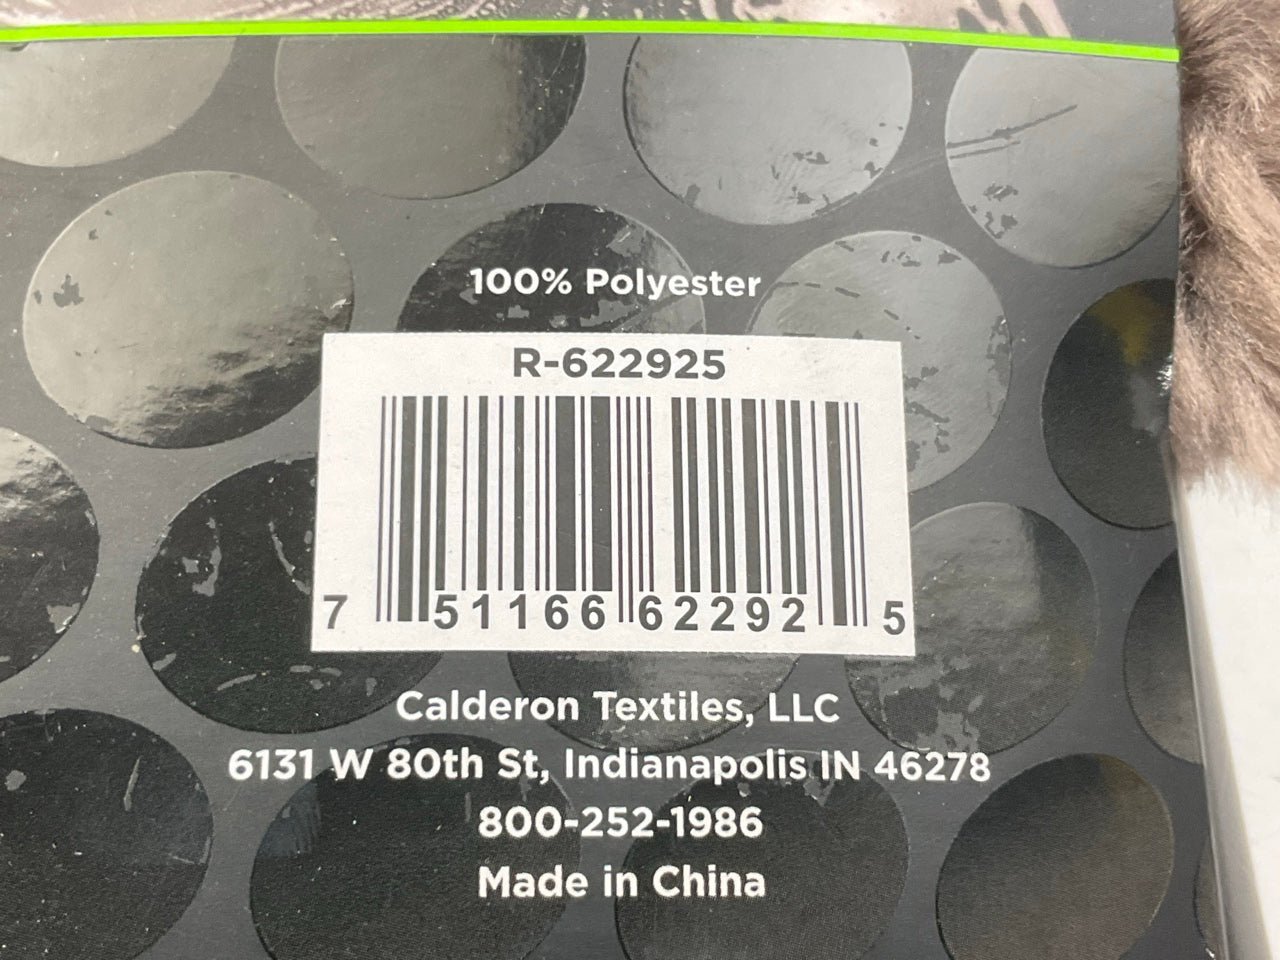 100% Polyester
R-622925
7 51166 62292 5
Calderon Textiles, LLC
6131 W 80th St, Indianapolis IN 46278
800-252-1986
Made in China